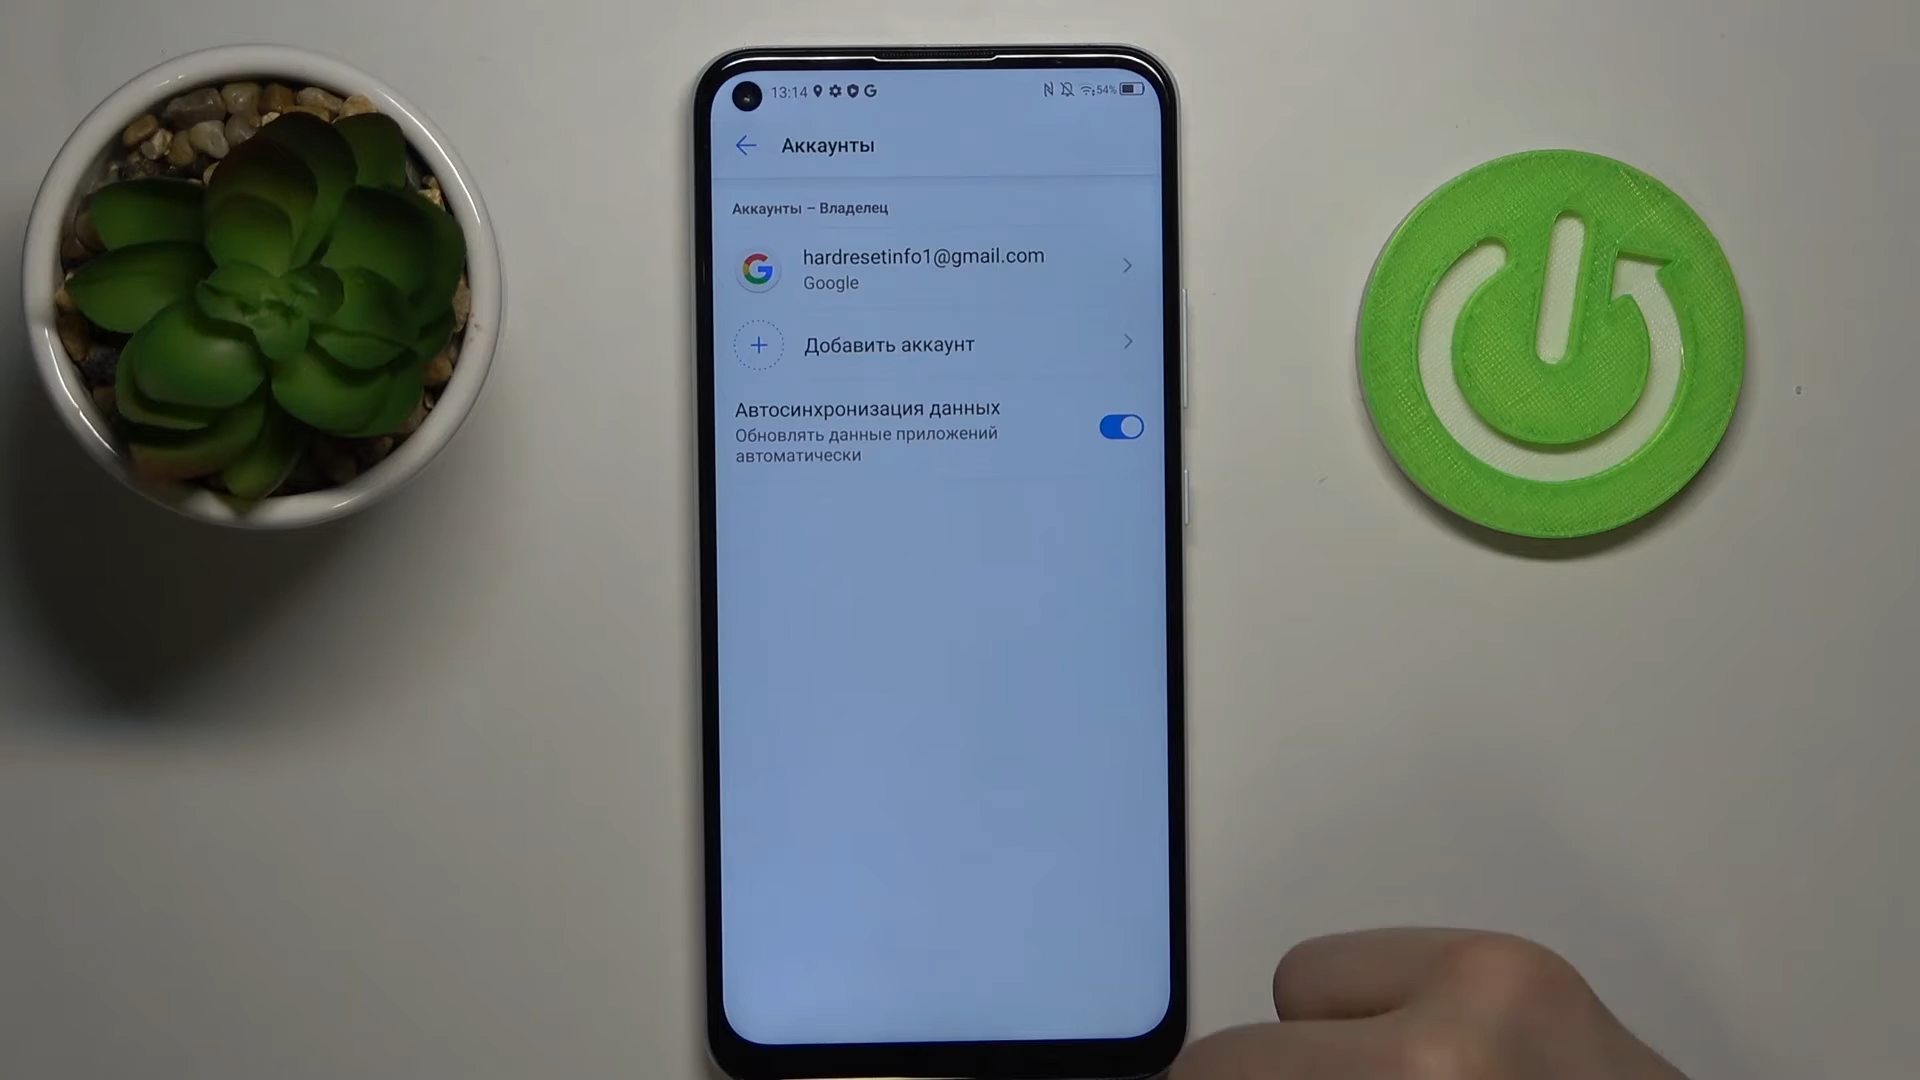 13:14 54%
Аккаунты
Аккаунты – Владелец
hardresetinfo1@gmail.com
Google
Добавить аккаунт
Автосинхронизация данных
Обновлять данные приложений
автоматически